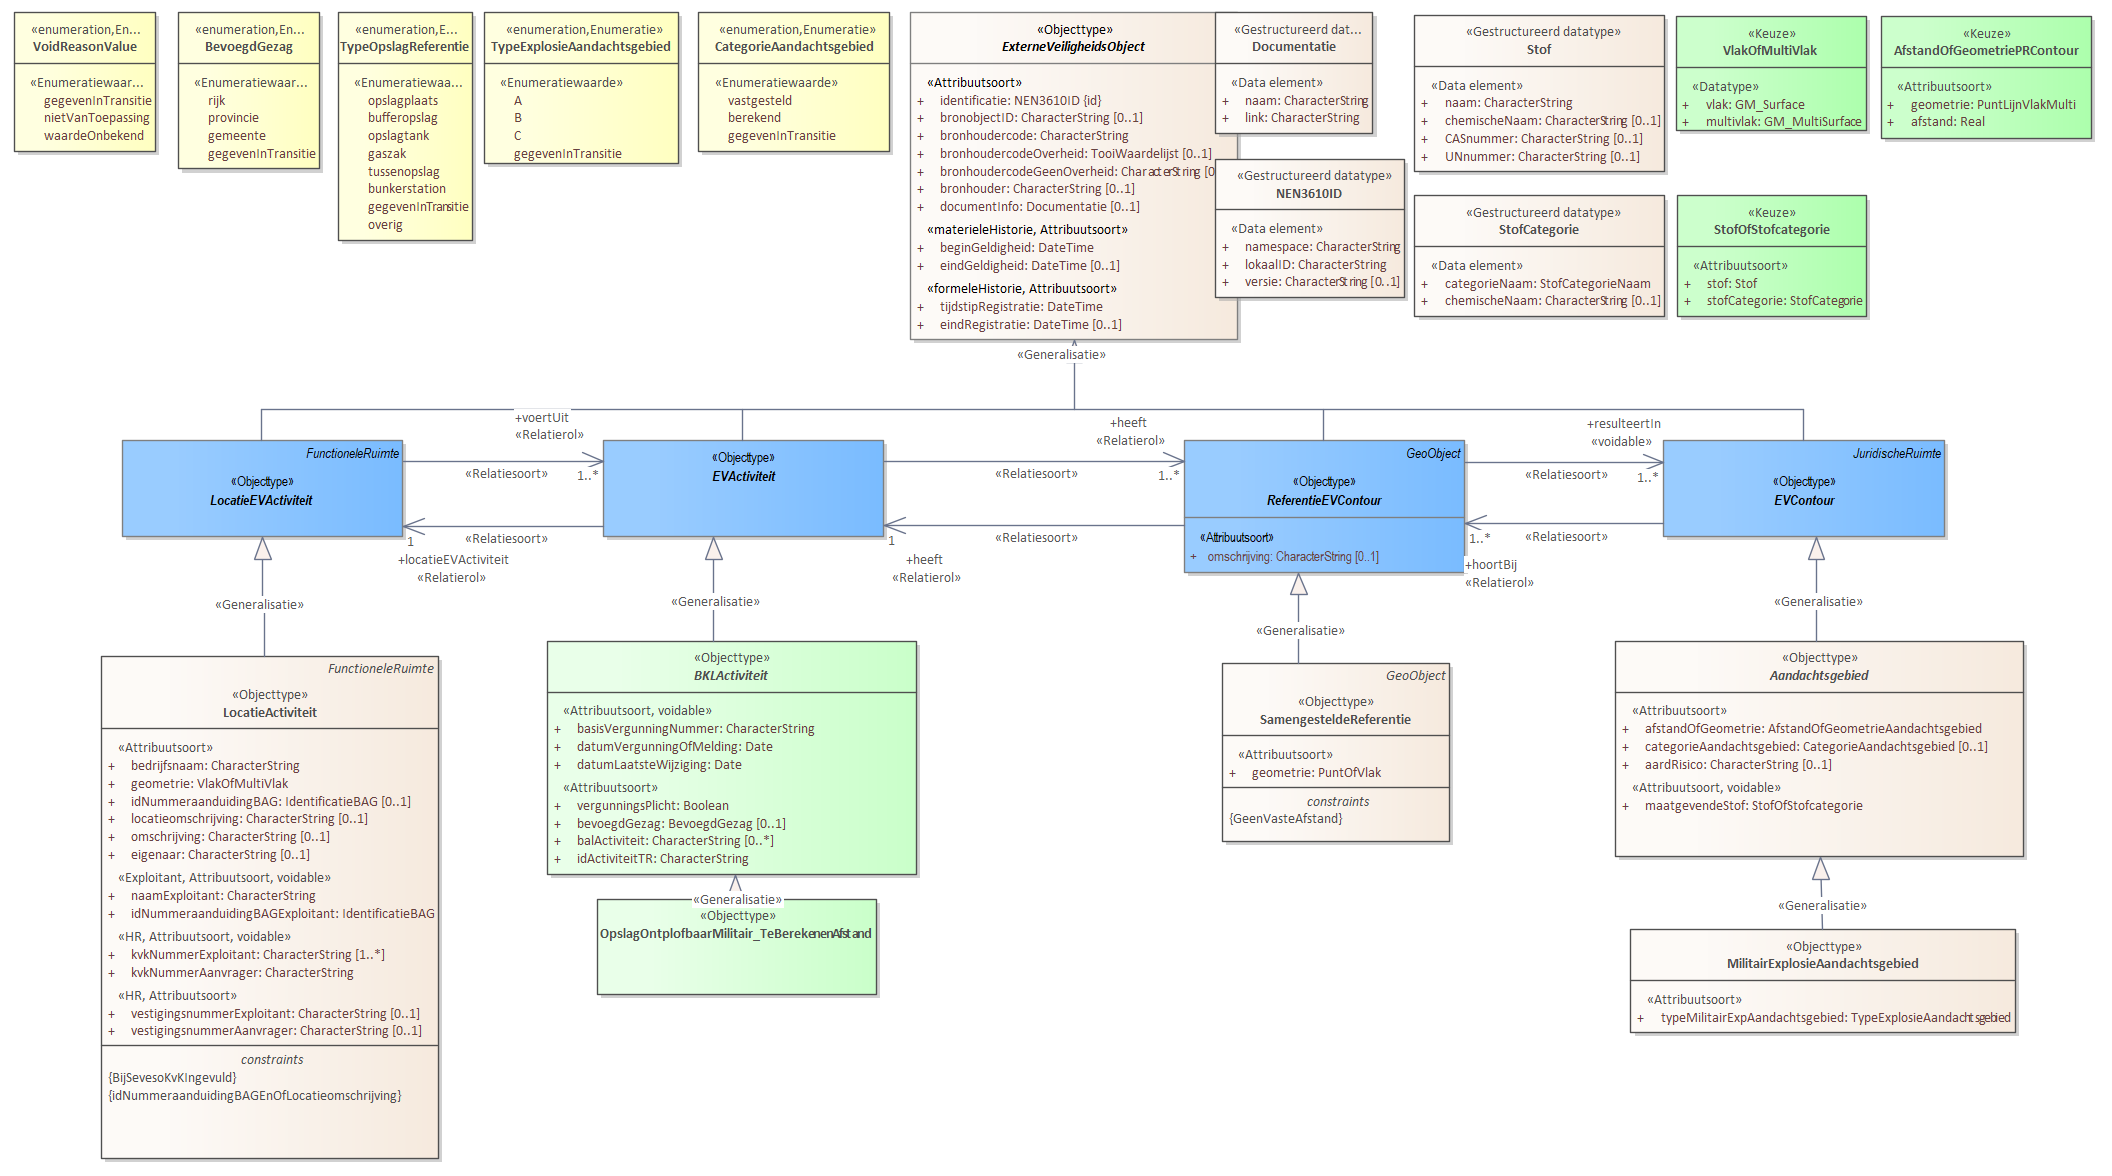 «enumeration,En...
VoidReasonValue
«Enumeratiewaar...
gegevenInTransitie
nietVanToepassing
waardeOnbekend
«enumeration,En...
BevoegdGezag
«Enumeratiewaar...
rijk
provincie
gemeente
gegevenInTransitie
«enumeration,E...
TypeOpslagReferentie
«Enumeratiewaa...
opslagplaats
bufferopslag
opslagtank
gaszak
tussenopslag
bunkerstation
gegevenInTransitie
overig
«enumeration,Enumeratie»
TypeExplosieAandachtsgebied
«Enumeratiewaarde»
A
B
C
gegevenInTransitie
«enumeration,Enumeratie»
CategorieAandachtsgebied
«Enumeratiewaarde»
vastgesteld
berekend
gegevenInTransitie
«Objecttype»
ExterneVeiligheidsObject
«Attribuutsoort»
+ identificatie: NEN3610ID {id}
+ bronobjectID: CharacterString [0..1]
+ bronhoudercode: CharacterString
+ bronhoudercodeOverheid: TooiWaardelijst [0..1]
+ bronhoudercodeGeenOverheid: CharacterString [0
+ bronhouder: CharacterString [0..1]
+ documentInfo: Documentatie [0..1]
«materieleHistorie, Attribuutsoort»
+ beginGeldigheid: DateTime
+ eindGeldigheid: DateTime [0..1]
«formeleHistorie, Attribuutsoort»
+ tijdstipRegistratie: DateTime
+ eindRegistratie: DateTime [0..1]
«Gestructureerd dat...
Documentatie
«Data element»
+ naam: CharacterString
+ link: CharacterString
«Gestructureerd datatype»
NEN3610ID
«Data element»
+ namespace: CharacterString
+ lokaalID: CharacterString
+ versie: CharacterString [0..1]
«Gestructureerd datatype»
Stof
«Data element»
+ naam: CharacterString
+ chemischeNaam: CharacterString [0..1]
+ CASnummer: CharacterString [0..1]
+ UNnummer: CharacterString [0..1]
«Gestructureerd datatype»
StofCategorie
«Data element»
+ categorieNaam: StofCategorieNaam
+ chemischeNaam: CharacterString [0..1]
«Keuze»
VlakOfMultiVlak
«Datatype»
+ vlak: GM_Surface
+ multivlak: GM_MultiSurface
«Keuze»
StofOfStofcategorie
«Attribuutsoort»
+ stof: Stof
+ stofCategorie: StofCategorie
«Keuze»
AfstandOfGeometriePRContour
«Attribuutsoort»
+ geometrie: PuntLijnVlakMulti
+ afstand: Real
«Generalisatie»
+voertUit
«Relatierol»
«Relatiesoort»
1..*
+heeft
«Relatierol»
«Relatiesoort»
1..*
+resulteertIn
«voidable»
«Relatiesoort»
1..*
FunctioneleRuimte
«Objecttype»
LocatieEVActiviteit
«Objecttype»
EVActiviteit
GeoObject
«Objecttype»
ReferentieEVContour
«Attribuutsoort»
+ omschrijving: CharacterString [0..1]
JuridischeRuimte
«Objecttype»
EVContour
1
«Relatiesoort»
+locatieEVActiviteit
«Relatierol»
1
«Relatiesoort»
+heeft
«Relatierol»
1..*
«Relatiesoort»
+hoortBij
«Relatierol»
«Generalisatie»
«Generalisatie»
«Generalisatie»
«Generalisatie»
FunctioneleRuimte
«Objecttype»
LocatieActiviteit
«Attribuutsoort»
+ bedrijfsnaam: CharacterString
+ geometrie: VlakOfMultiVlak
+ idNummeraanduidingBAG: IdentificatieBAG [0..1]
+ locatieomschrijving: CharacterString [0..1]
+ omschrijving: CharacterString [0..1]
+ eigenaar: CharacterString [0..1]
«Exploitant, Attribuutsoort, voidable»
+ naamExploitant: CharacterString
+ idNummeraanduidingBAGExploitant: IdentificatieBAG
«HR, Attribuutsoort, voidable»
+ kvkNummerExploitant: CharacterString [1..*]
+ kvkNummerAanvrager: CharacterString
«HR, Attribuutsoort»
+ vestigingsnummerExploitant: CharacterString [0..1]
+ vestigingsnummerAanvrager: CharacterString [0..1]
constraints
{BijSevesoKvKIngevuld}
{idNummeraanduidingBAGEnOfLocatieomschrijving}
«Objecttype»
BKLActiviteit
«Attribuutsoort, voidable»
+ basisVergunningNummer: CharacterString
+ datumVergunningOfMelding: Date
+ datumLaatsteWijziging: Date
«Attribuutsoort»
+ vergunningsPlicht: Boolean
+ bevoegdGezag: BevoegdGezag [0..1]
+ balActiviteit: CharacterString [0..*]
+ idActiviteitTR: CharacterString
«Generalisatie»
«Objecttype»
OpslagOntplofbaarMilitair_TeBerekenenAfstand
GeoObject
«Objecttype»
SamengesteldeReferentie
«Attribuutsoort»
+ geometrie: PuntOfVlak
constraints
{GeenVasteAfstand}
«Objecttype»
Aandachtsgebied
«Attribuutsoort»
+ afstandOfGeometrie: AfstandOfGeometrieAandachtsgebied
+ categorieAandachtsgebied: CategorieAandachtsgebied [0..1]
+ aardRisico: CharacterString [0..1]
«Attribuutsoort, voidable»
+ maatgevendeStof: StofOfStofcategorie
«Generalisatie»
«Objecttype»
MilitairExplosieAandachtsgebied
«Attribuutsoort»
+ typeMilitairExpAandachtsgebied: TypeExplosieAandachtsgebied